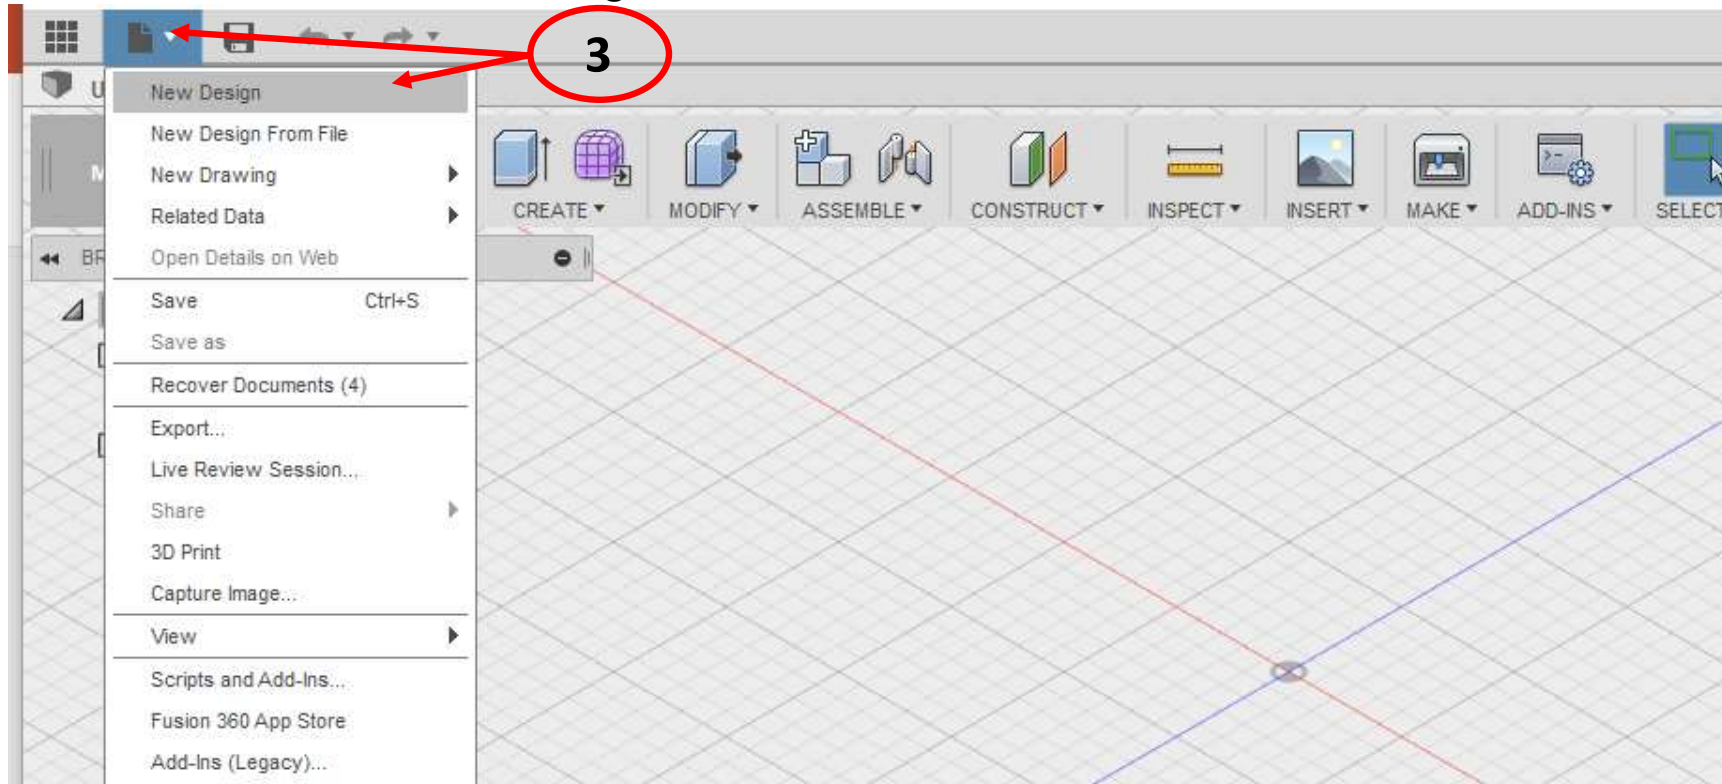 3
U
New Design
New Design From File
New Drawing
Related Data
Open Details on Web
Save Ctrl+S
Save as
Recover Documents (4)
Export...
Live Review Session...
Share
3D Print
Capture Image...
View
Scripts and Add-Ins...
Fusion 360 App Store
Add-Ins (Legacy)...
M
CREATE MODIFY ASSEMBLE CONSTRUCT INSPECT INSERT MAKE ADD-INS SELECT
BR